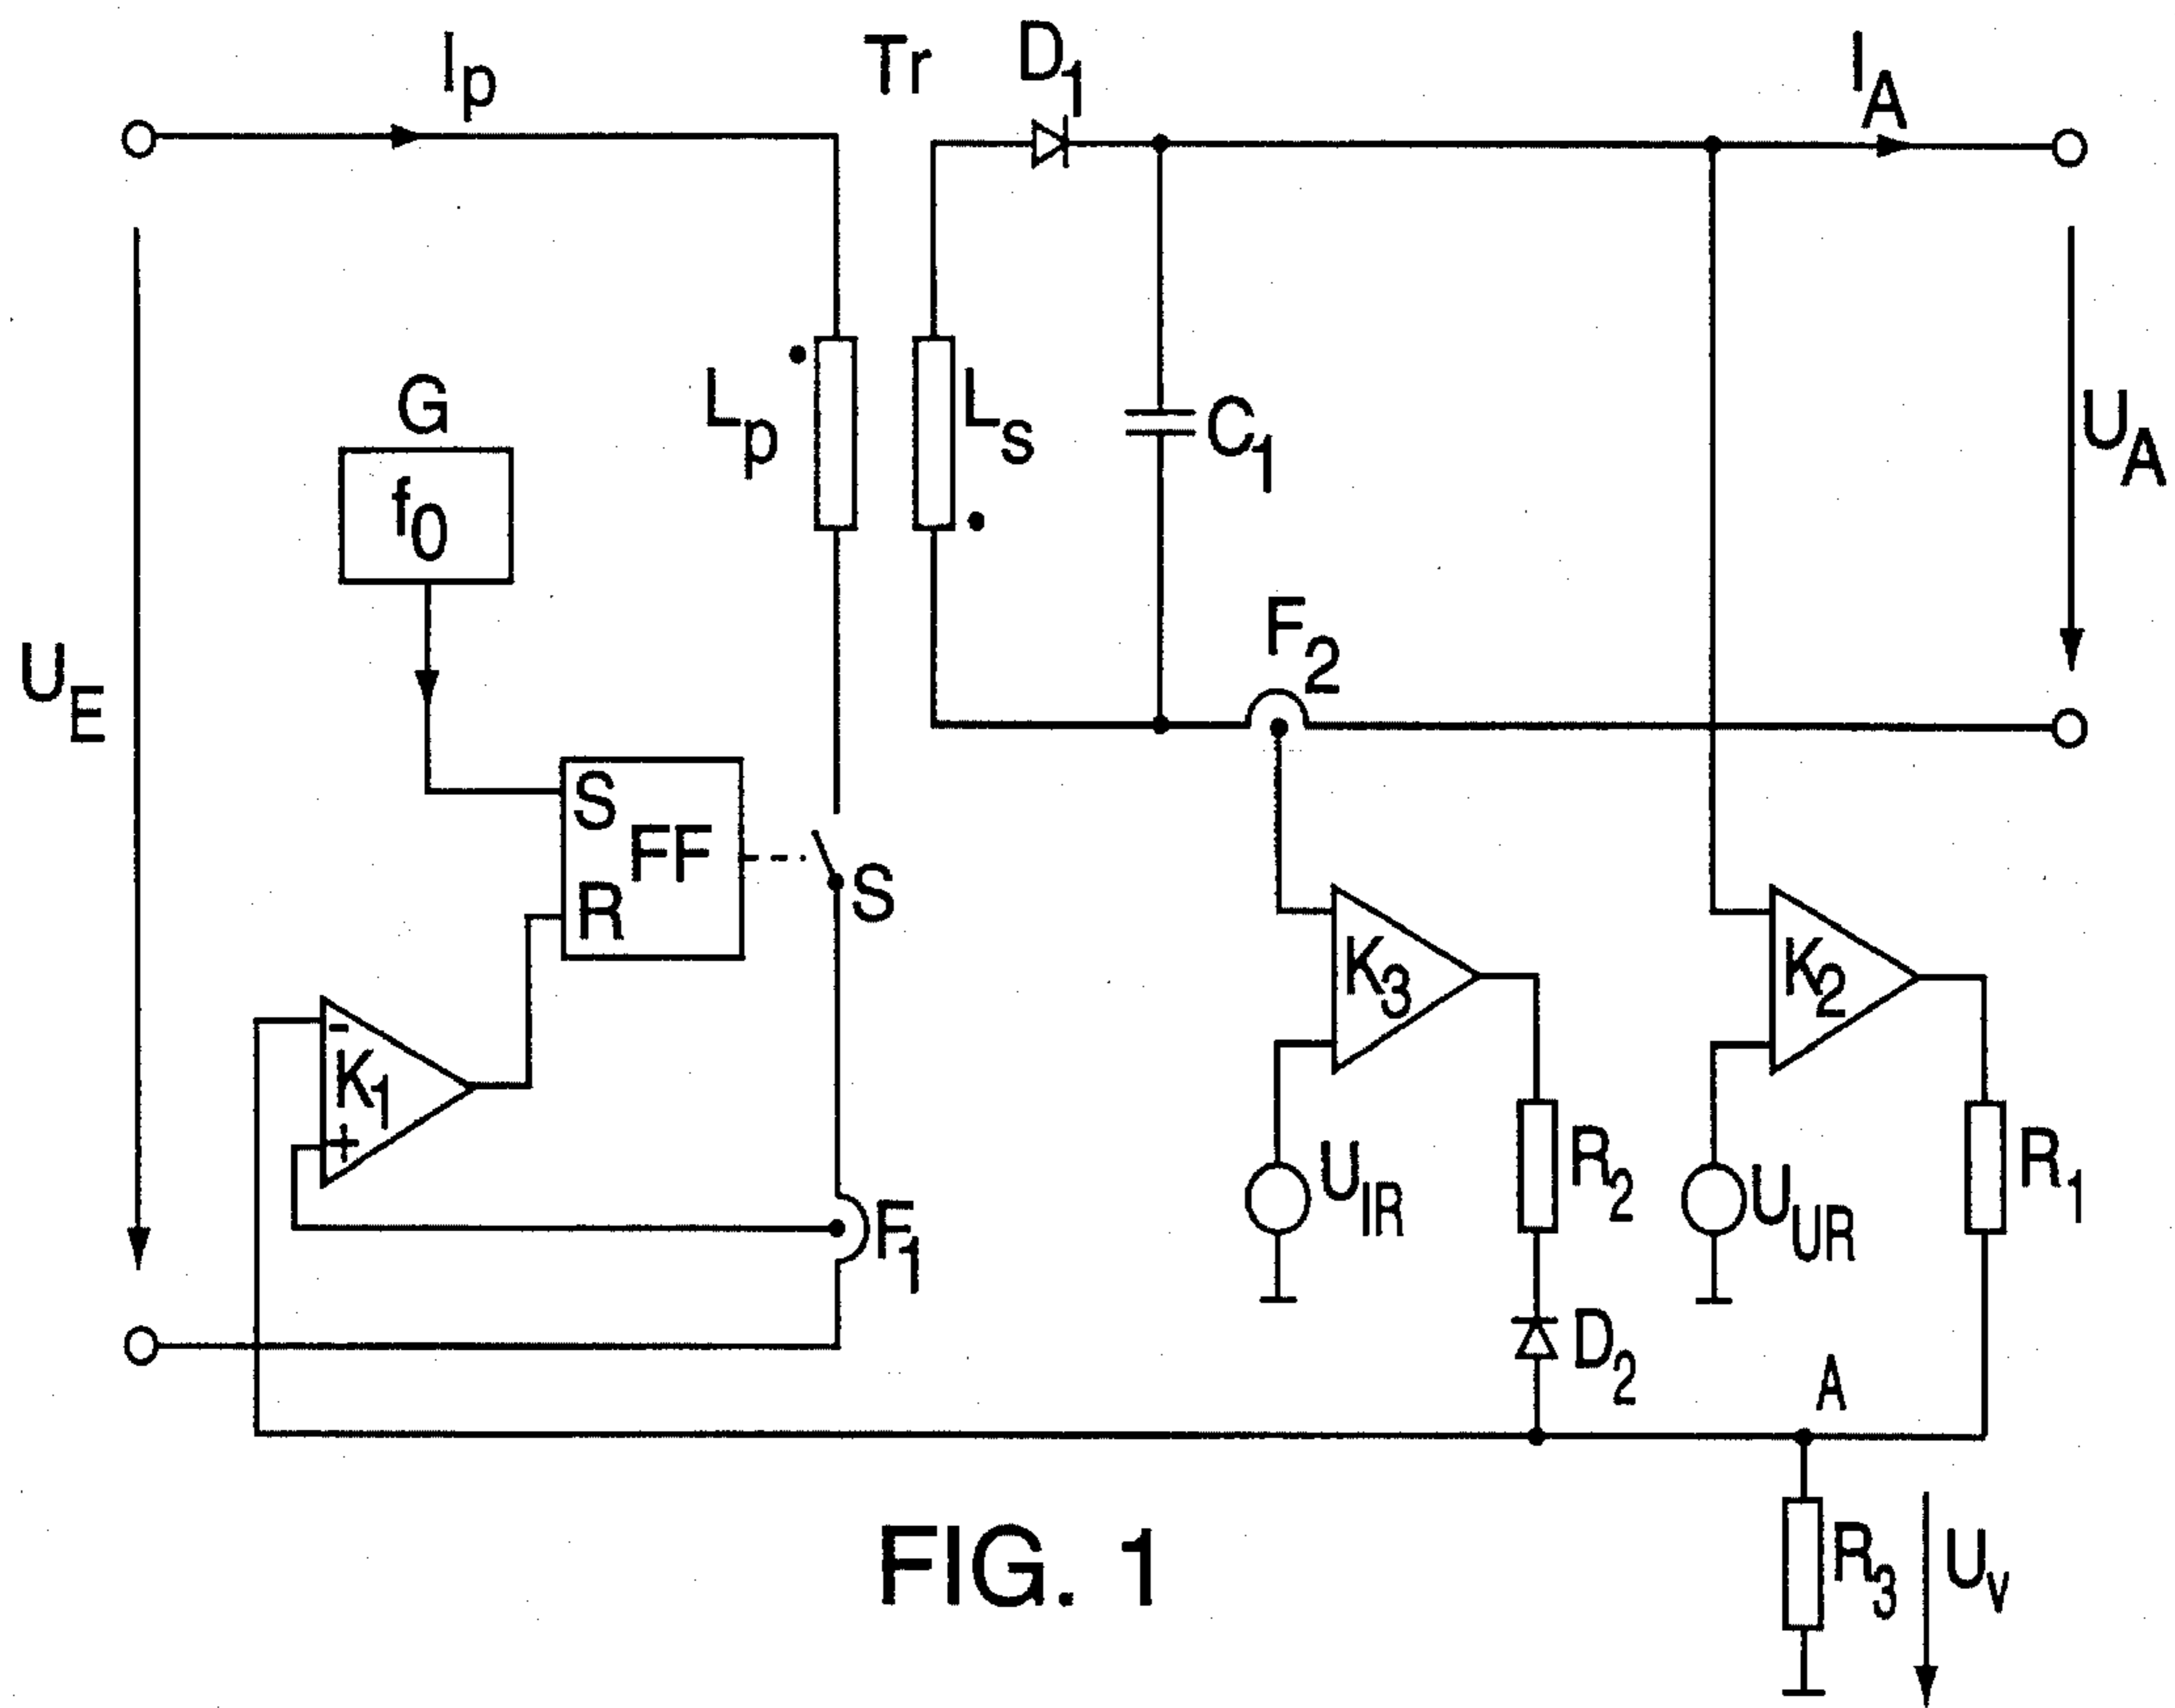 Ip
Tr
D1
IA
G
f0
Lp
Ls
C1
UA
UE
F2
S
FF
R
S
K3
K2
-
K1
+
UIR
R2
UUR
R1
F1
D2
A
R3
Uv
FIG. 1